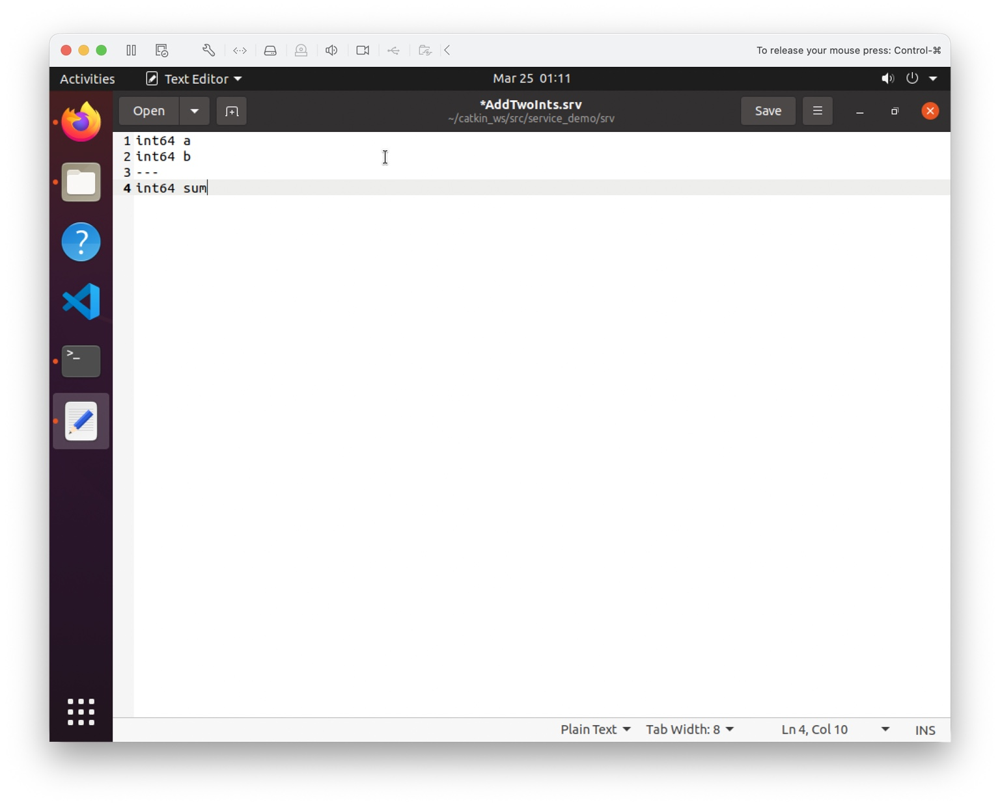 To release your mouse press: Control-⌘
Activities
Text Editor
Mar 25 01:11
Open
*AddTwoInts.srv
~/catkin_ws/src/service_demo/srv
Save
1 int64 a
2 int64 b
3 ---
4 int64 sum
?
>_
Plain Text
Tab Width: 8
Ln 4, Col 10
INS